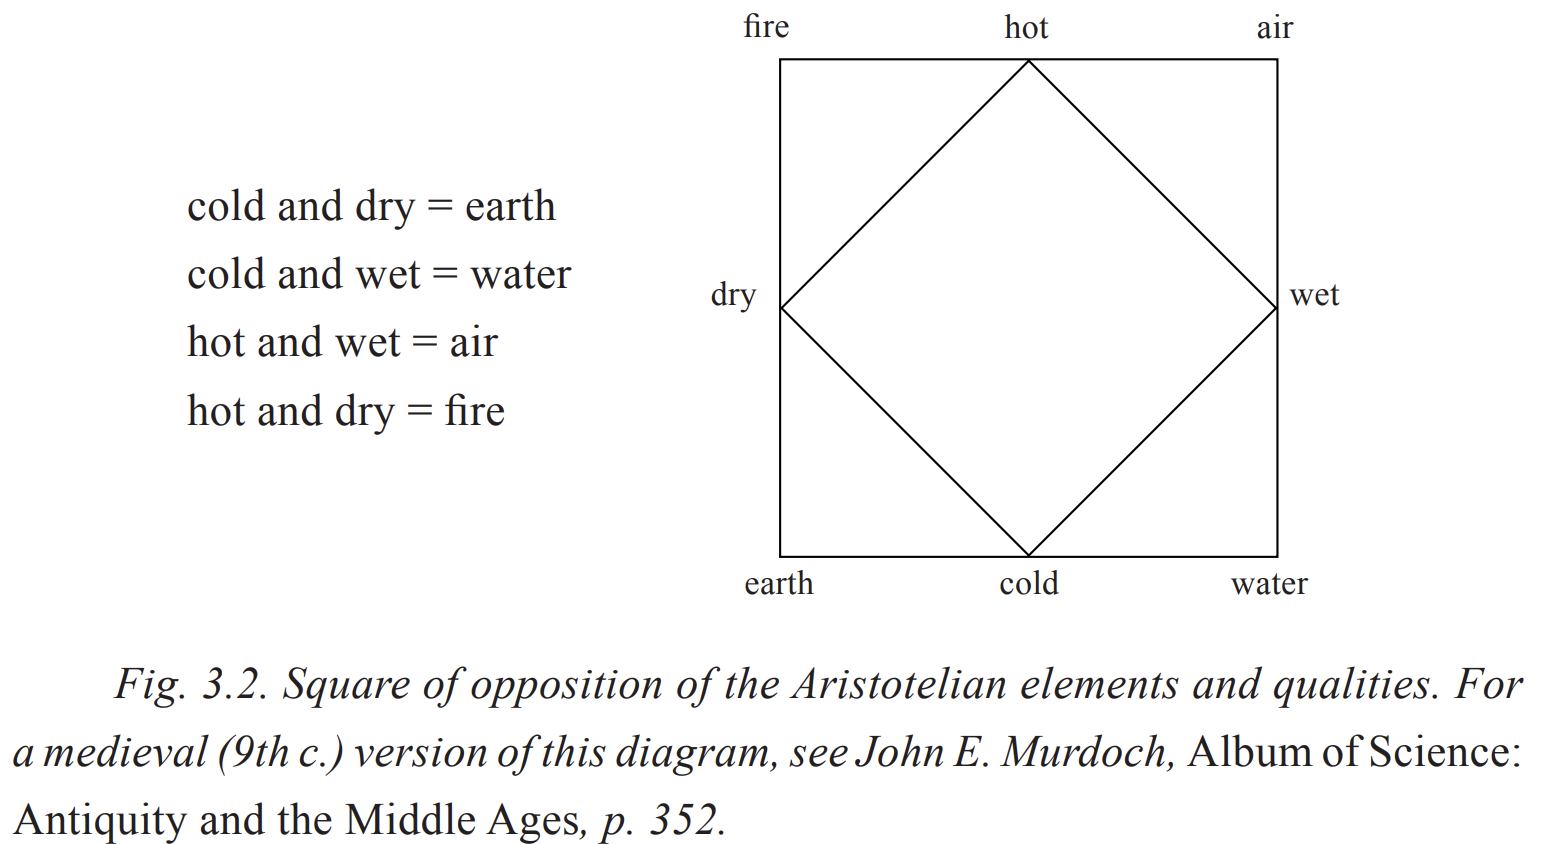 fire hot air
cold and dry = earth
cold and wet = water
hot and wet = air
hot and dry = fire
dry wet
earth cold water
Fig. 3.2. Square of opposition of the Aristotelian elements and qualities. For
a medieval (9th c.) version of this diagram, see John E. Murdoch, Album of Science:
Antiquity and the Middle Ages, p. 352.